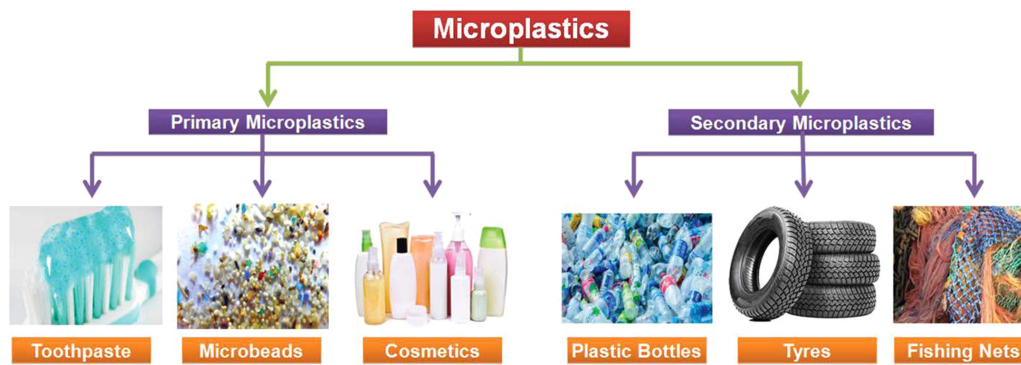 Microplastics
Primary Microplastics
Secondary Microplastics
Toothpaste
Microbeads
Cosmetics
Plastic Bottles
Tyres
Fishing Nets